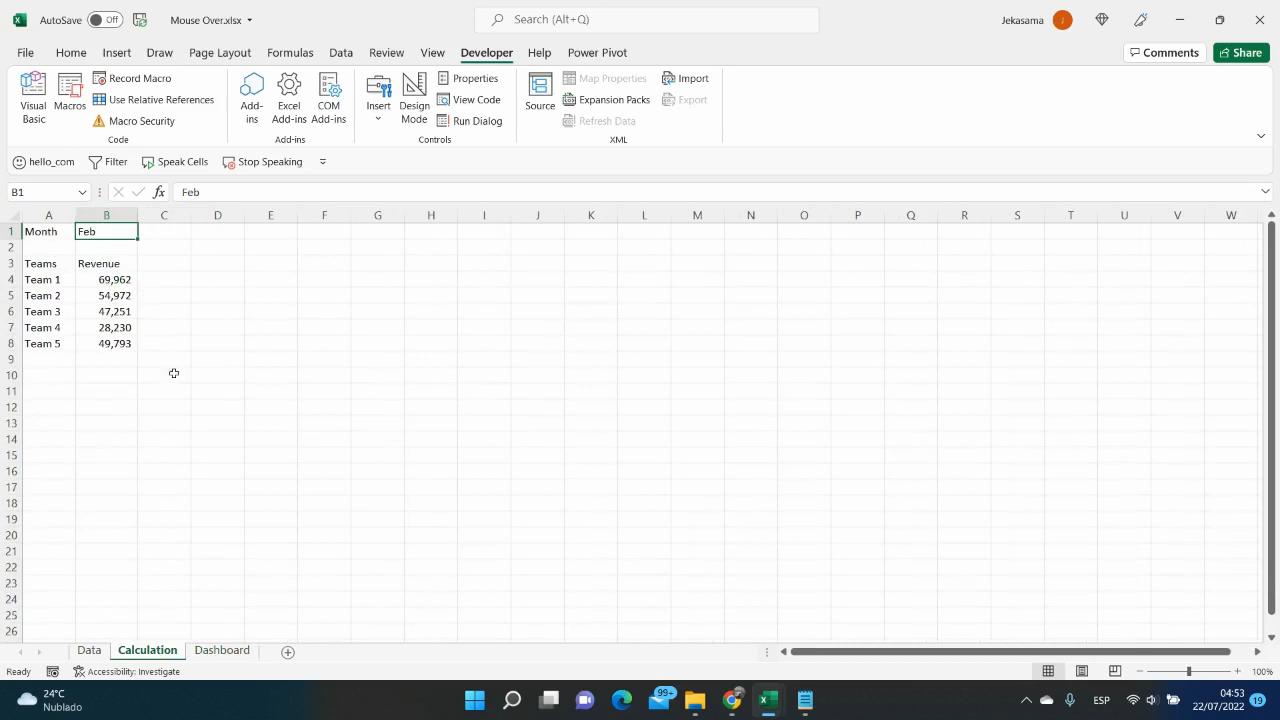 AutoSave Off Mouse Over.xlsx Search (Alt+Q) Jekasama J
File Home Insert Draw Page Layout Formulas Data Review View Developer Help Power Pivot Comments Share
Visual Basic
Macros
Record Macro
Use Relative References
Macro Security
Code
Add-ins
Excel Add-ins
COM Add-ins
Add-ins
Insert
Design Mode
Properties
View Code
Run Dialog
Controls
Source
Map Properties
Expansion Packs
Refresh Data
Import
Export
XML
hello_com Filter Speak Cells Stop Speaking
B1 fx Feb
A B C D E F G H I J K L M N O P Q R S T U V W
1 Month Feb
2
3 Teams Revenue
4 Team 1 69,962
5 Team 2 54,972
6 Team 3 47,251
7 Team 4 28,230
8 Team 5 49,793
9
10
11
12
13
14
15
16
17
18
19
20
21
22
23
24
25
26
Data Calculation Dashboard
Ready Accessibility: Investigate 100%
24°C
Nublado
99+
ESP
04:53
22/07/2022
19